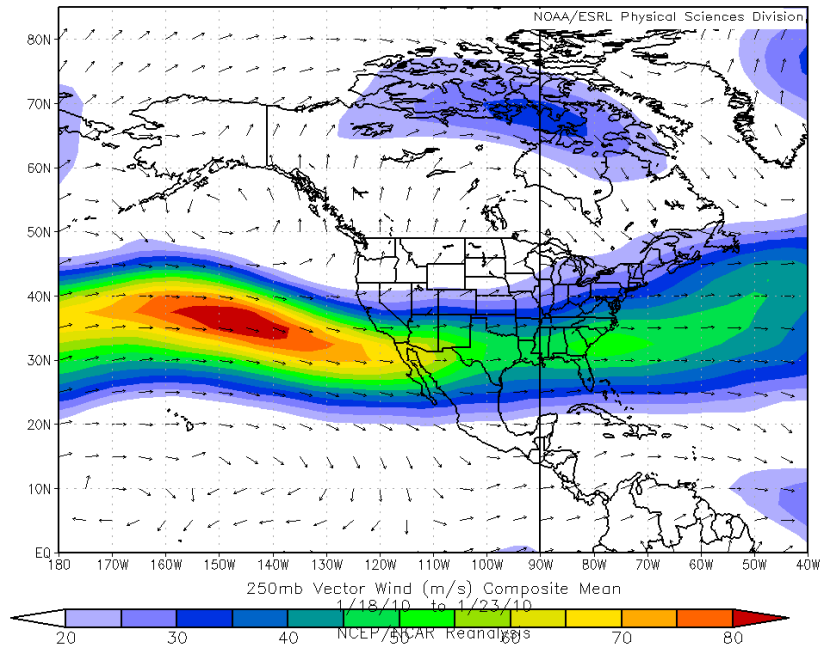 NOAA/ESRL Physical Sciences Division
85N
80N
70N
60N
50N
40N
30N
20N
10N
EQ
180 170W 160W 150W 140W 130W 120W 110W 100W 90W 80W 70W 60W 50W 40W
250mb Vector Wind (m/s) Composite Mean
1/18/10 to 1/23/10
20 30 40 50 60 70 80
NCEP/NCAR Reanalysis